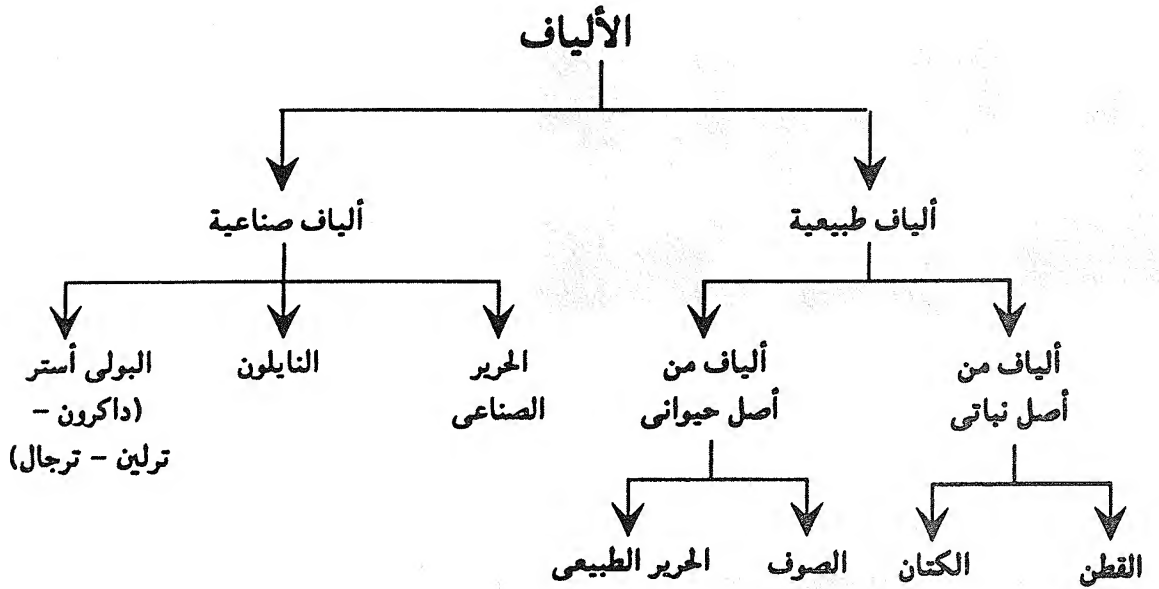 الألياف
ألياف طبيعية
ألياف صناعية
ألياف من
أصل نباتى
ألياف من
أصل حيوانى
الحرير
الصناعى
النايلون
البولى أستر
(داكرون –
ترلين – ترجال)
القطن
الكتان
الصوف
الحرير الطبيعى